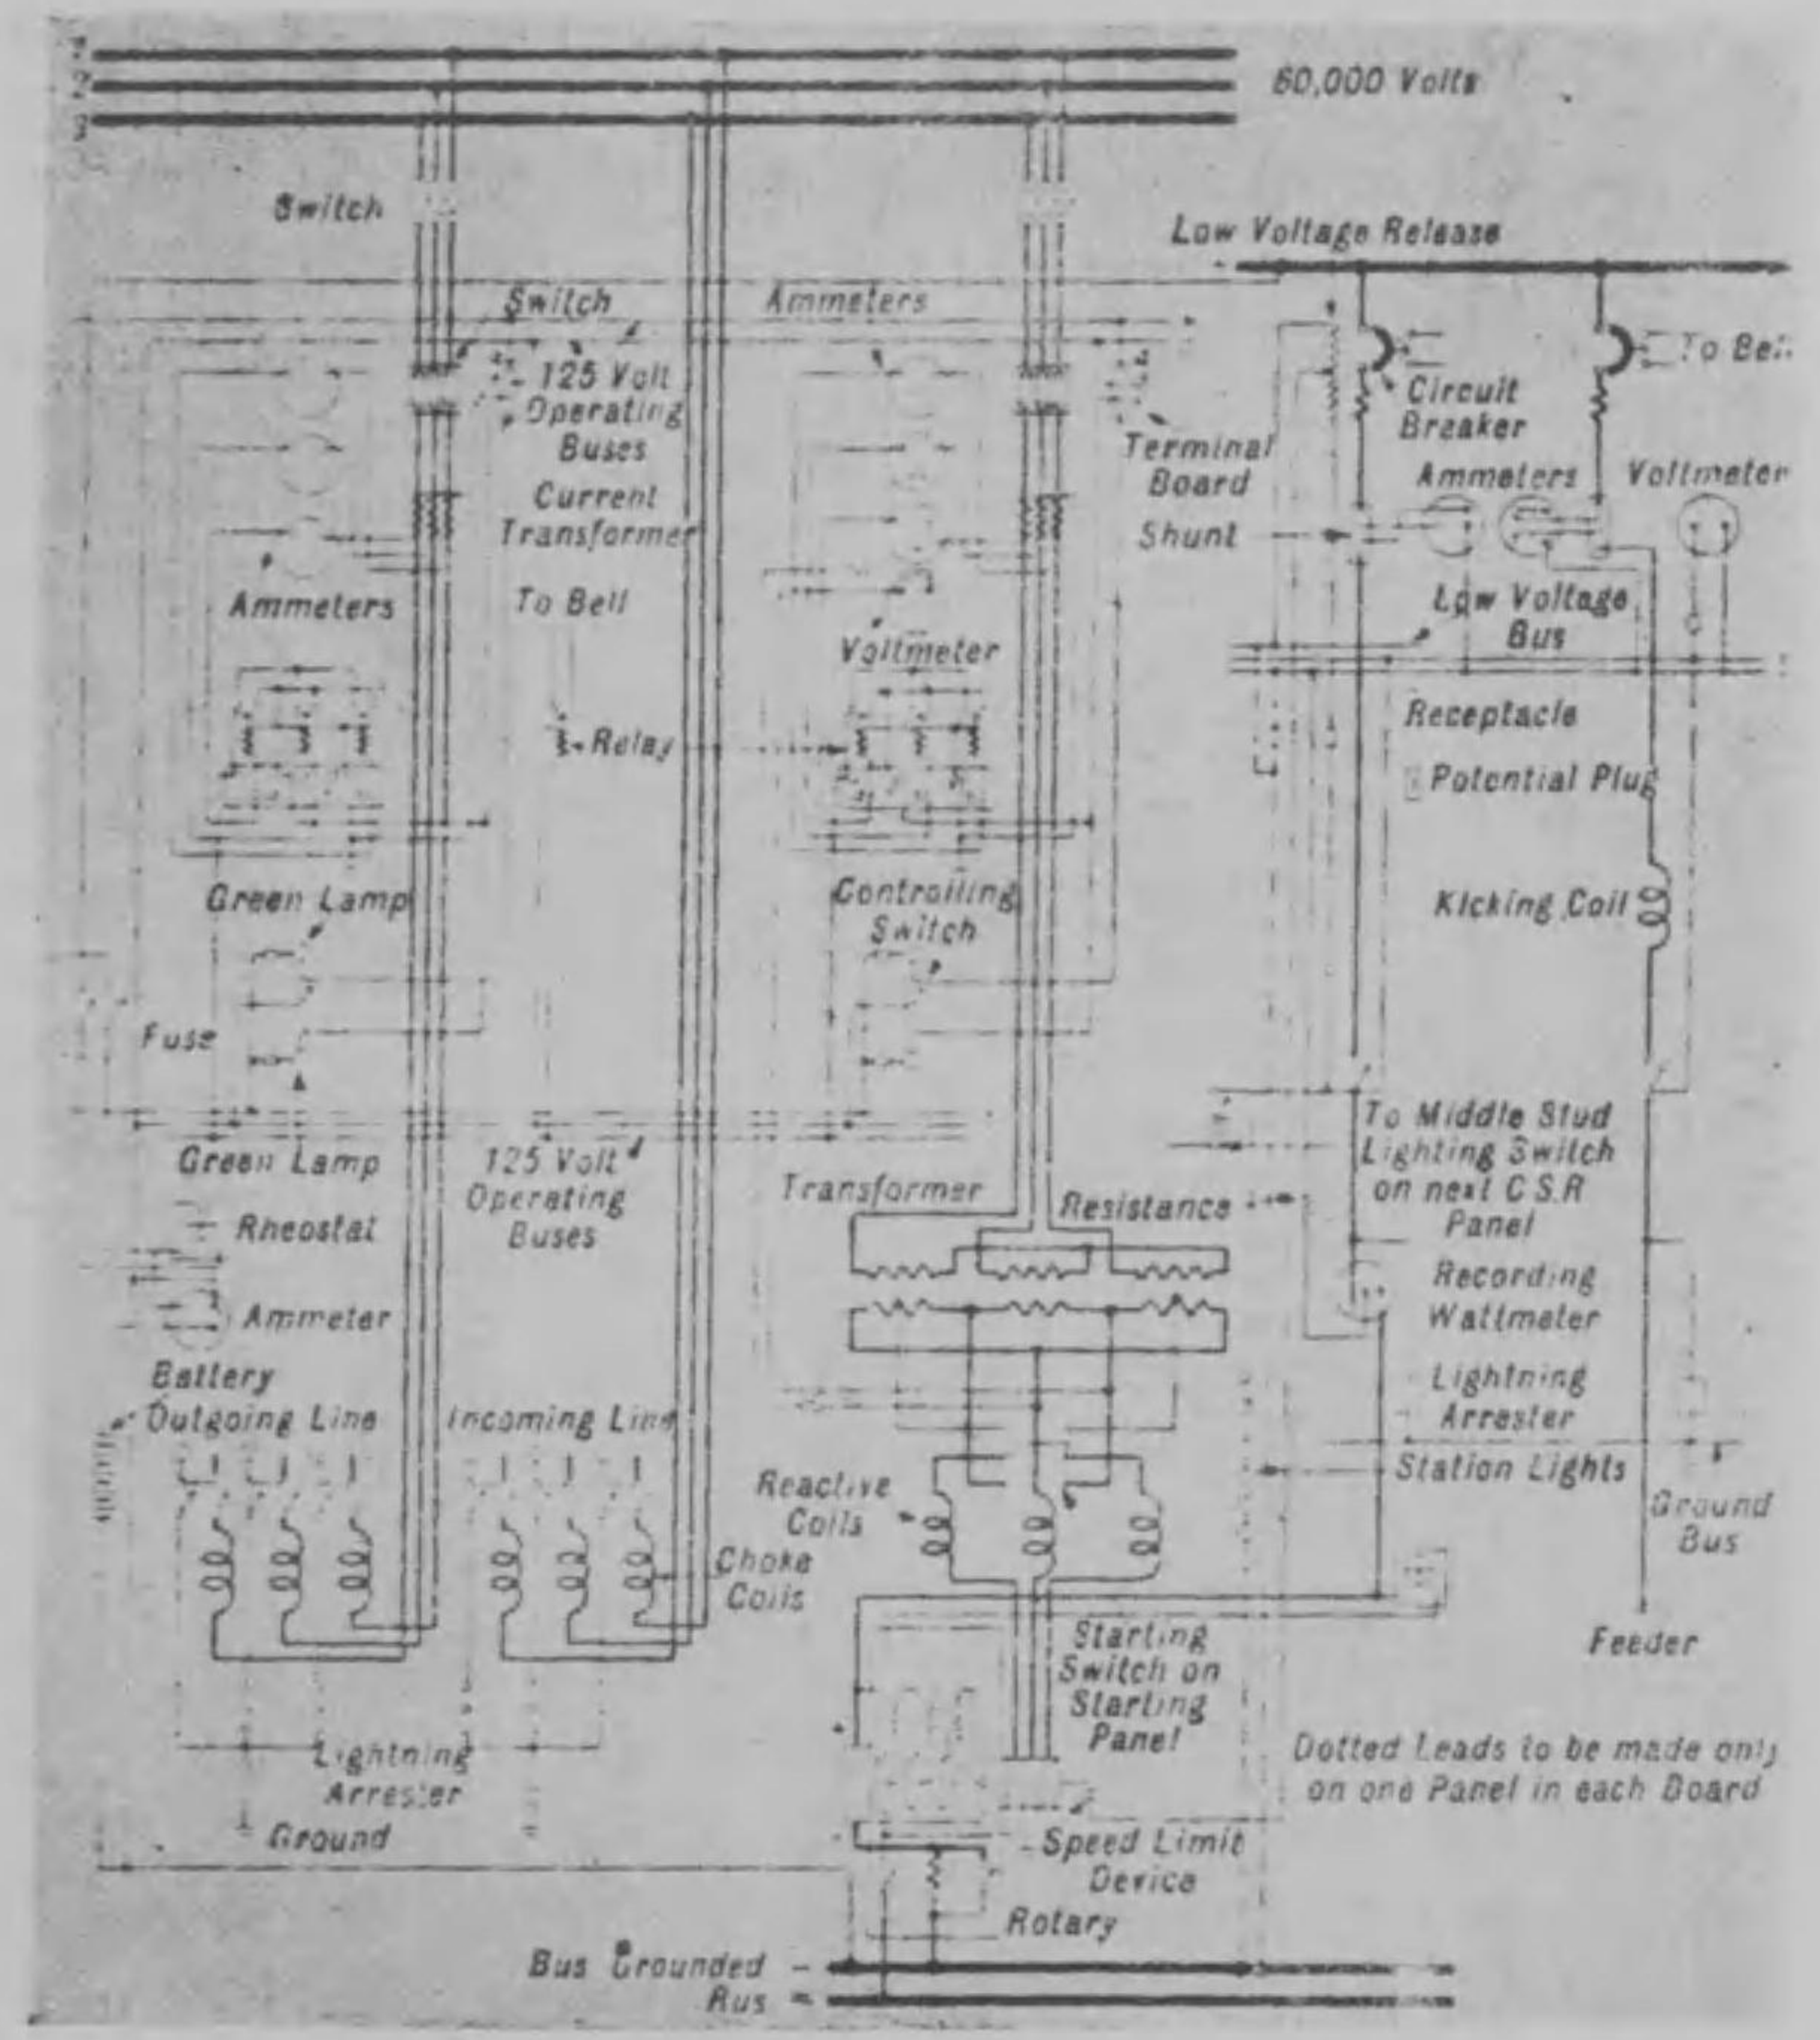 1
2
3
60,000 Volts
Switch
Low Voltage Release
Switch
Ammeters
125 Volt
Operating
Buses
To Bell
Circuit
Breaker
Terminal
Board
Ammeters
Voltmeter
Current
Transformer
Shunt
Ammeters
To Bell
Low Voltage
Bus
Voltmeter
Relay
Receptacle
Potential Plug
Green Lamp
Controlling
Switch
Kicking Coil
Fuse
Green Lamp
125 Volt
Operating
Buses
To Middle Stud
Lighting Switch
on next C.S.R
Panel
Transformer
Resistance
Rheostat
Recording
Wattmeter
Ammeter
Battery
Outgoing Line
Incoming Line
Lightning
Arrester
Station Lights
Reactive
Coils
Ground
Bus
Choke
Coils
Starting
Switch on
Starting
Panel
Feeder
Lightning
Arrester
Ground
Dotted Leads to be made only
on one Panel in each Board
Speed Limit
Device
Rotary
Bus Grounded
Bus